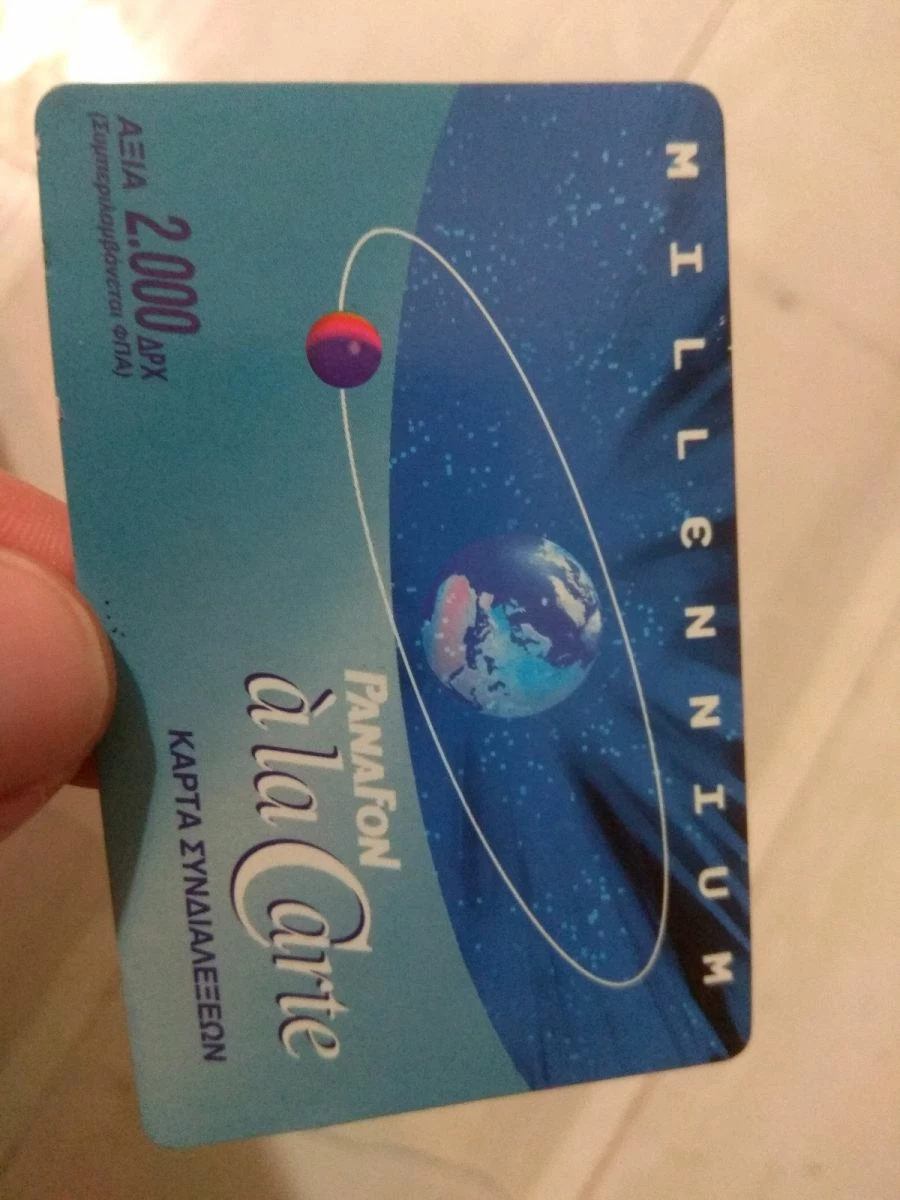 MILLENNIUM
PANAFON
à la Carte
ΚΑΡΤΑ ΣΥΝΔΙΑΛΕΞΕΩΝ
ΑΞΙΑ 2.000 ΔΡΧ
(Συμπεριλαμβάνεται ΦΠΑ)